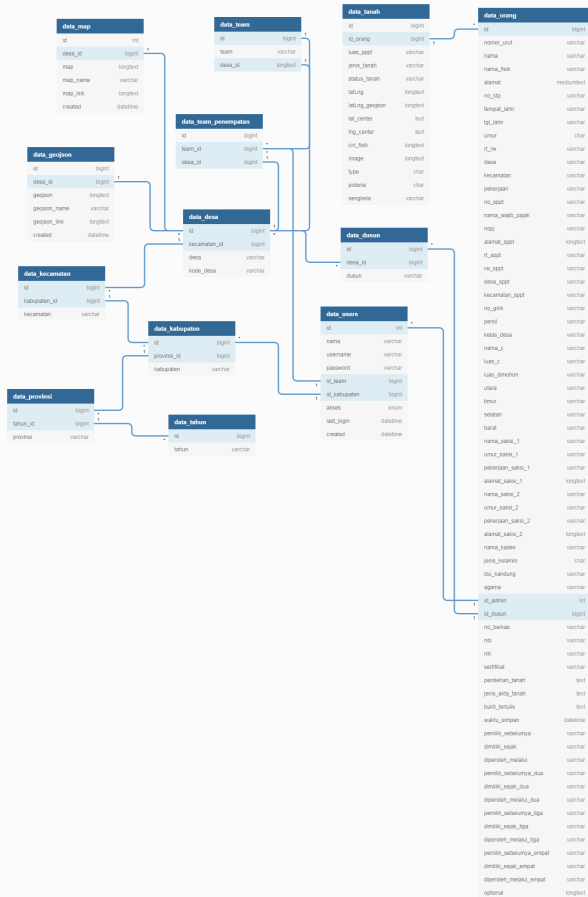 data_map
id int
desa_id bigint
map longtext
map_name varchar
map_link longtext
created datetime
data_team
id bigint
team varchar
desa_id longtext
data_tanah
id bigint
id_orang bigint
luas_sppt varchar
jenis_tanah varchar
status_tanah varchar
latLng longtext
latLng_geojson longtext
lat_center text
lng_center text
ciri_fisik longtext
image longtext
type char
potensi char
sengketa varchar
data_team_penempatan
id bigint
team_id bigint
desa_id bigint
data_geojson
id bigint
desa_id bigint
geojson longtext
geojson_name varchar
geojson_link longtext
created datetime
data_desa
id bigint
kecamatan_id bigint
desa varchar
kode_desa varchar
data_dusun
id bigint
desa_id bigint
dusun varchar
data_kecamatan
id bigint
kabupaten_id bigint
kecamatan varchar
data_kabupaten
id bigint
provinsi_id bigint
kabupaten varchar
data_users
id int
nama varchar
username varchar
password varchar
id_team bigint
id_kabupaten bigint
akses enum
last_login datetime
created datetime
data_provinsi
id bigint
tahun_id bigint
provinsi varchar
data_tahun
id bigint
tahun varchar
data_orang
id bigint
nomor_urut varchar
nama varchar
nama_fisik varchar
alamat mediumtext
no_ktp varchar
tempat_lahir varchar
tgl_lahir varchar
umur char
rt_rw varchar
desa varchar
kecamatan varchar
pekerjaan varchar
no_sppt varchar
nama_wajib_pajak varchar
nopj varchar
alamat_sppt longtext
rt_sppt varchar
rw_sppt varchar
desa_sppt varchar
kecamatan_sppt varchar
no_girik varchar
persil varchar
kelas_desa varchar
nama_c varchar
luas_c varchar
luas_dimohon varchar
utara varchar
timur varchar
selatan varchar
barat varchar
nama_saksi_1 varchar
umur_saksi_1 varchar
pekerjaan_saksi_1 varchar
alamat_saksi_1 longtext
nama_saksi_2 varchar
umur_saksi_2 varchar
pekerjaan_saksi_2 varchar
alamat_saksi_2 longtext
nama_kades varchar
jenis_kelamin char
ibu_kandung varchar
agama varchar
id_admin int
id_dusun bigint
no_berkas varchar
nib varchar
nik varchar
sertifikat varchar
perolehan_tanah text
jenis_akta_tanah text
bukti_tertulis text
waktu_simpan datetime
pemilik_sebelumya varchar
dimiliki_sejak varchar
diperoleh_melalui varchar
pemilik_sebelumya_dua varchar
dimiliki_sejak_dua varchar
diperoleh_melalui_dua varchar
pemilik_sebelumya_tiga varchar
dimiliki_sejak_tiga varchar
diperoleh_melalui_tiga varchar
pemilik_sebelumya_empat varchar
dimiliki_sejak_empat varchar
diperoleh_melalui_empat varchar
optional longtext